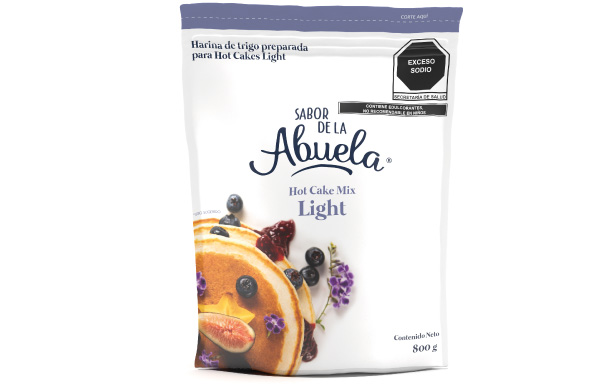 CORTE AQUÍ
Harina de trigo preparada
para Hot Cakes Light
EXCESO
SODIO
SECRETARÍA DE SALUD
CONTIENE EDULCORANTES,
NO RECOMENDABLE EN NIÑOS
SABOR
DE LA
Abuela®
Hot Cake Mix
Light
Contenido Neto
800 g